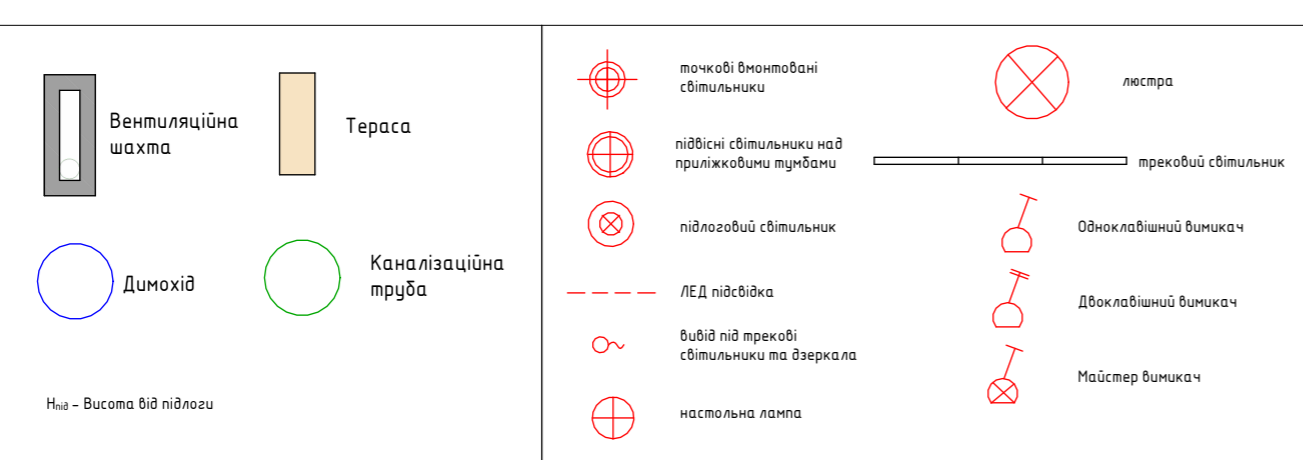 Вентиляційна
шахта
Тераса
Димохід
Каналізаційна
труба
Hпід – Висота від підлоги
точкові вмонтовані
світильники
підвісні світильники над
приліжковими тумбами
підлоговий світильник
ЛЕД підсвідка
вивід під трекові
світильники та дзеркала
настольна лампа
люстра
трековий світильник
Одноклавішний вимикач
Двоклавішний вимикач
Майстер вимикач